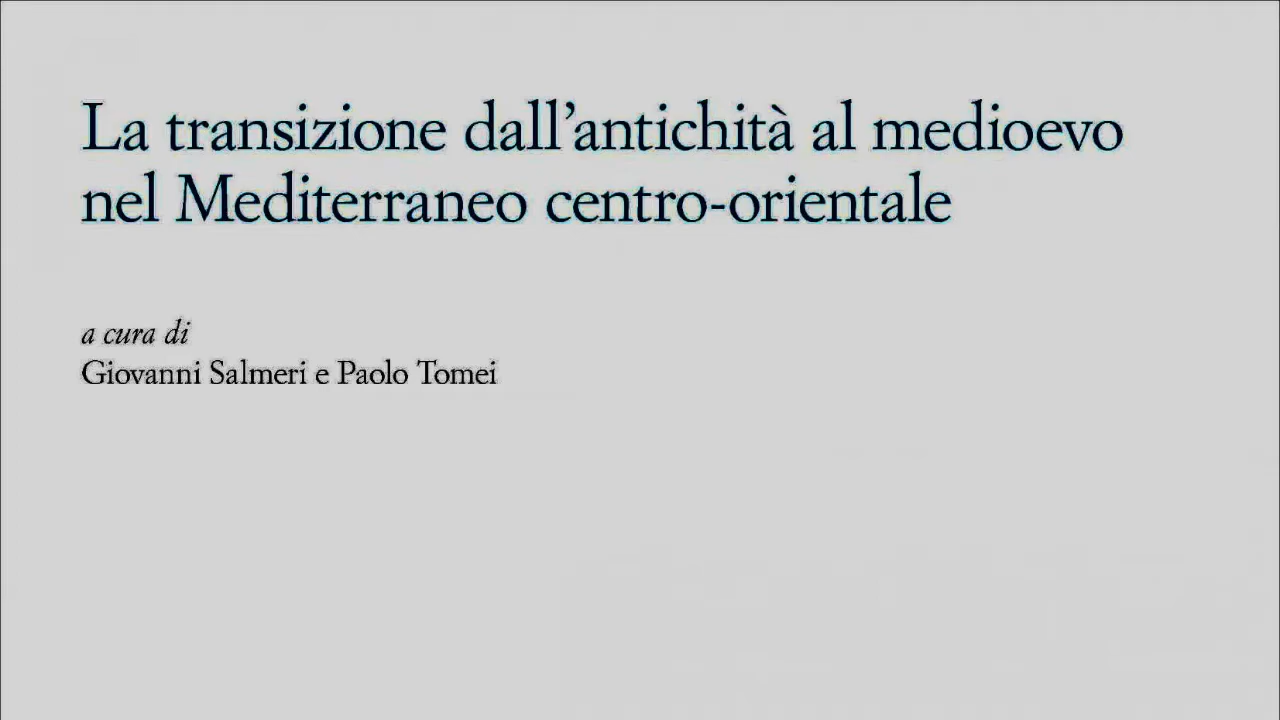 La transizione dall’antichità al medioevo
nel Mediterraneo centro-orientale
a cura di
Giovanni Salmeri e Paolo Tomei